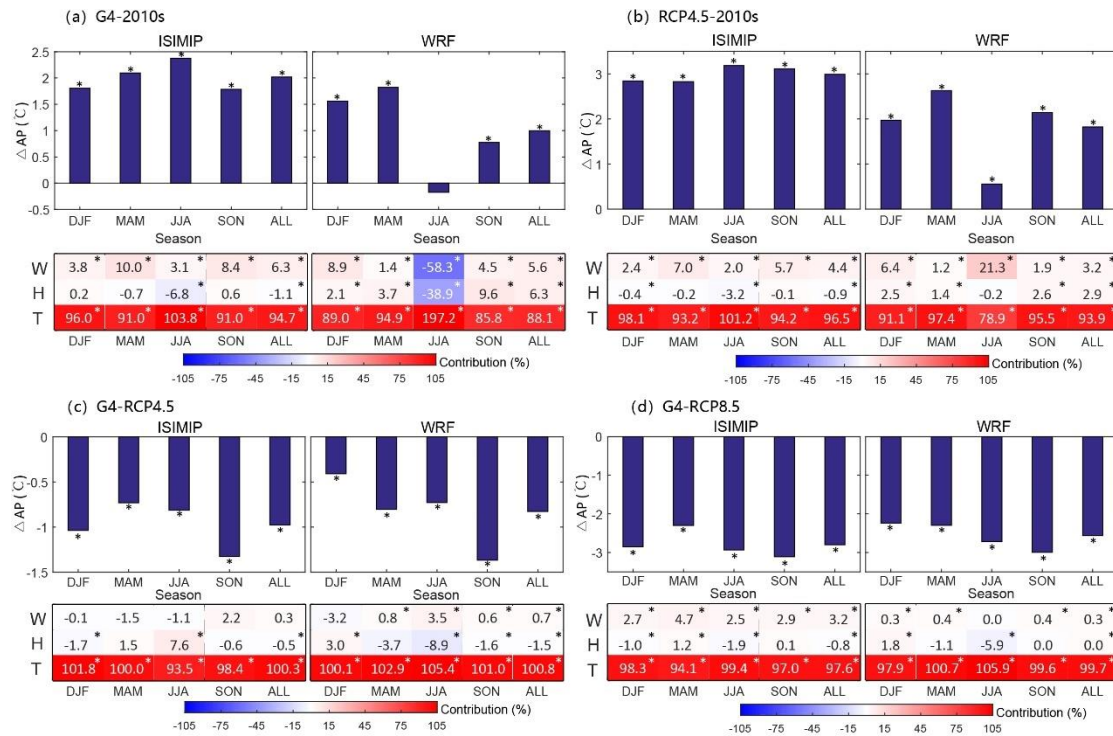 (a) G4-2010s
ISIMIP WRF
△ AP (℃)
2.5
2
1.5
1
0.5
0
-0.5
DJF MAM JJA SON ALL DJF MAM JJA SON ALL
Season
W 3.8* 10.0* 3.1* 8.4* 6.3* 8.9* 1.4* -58.3* 4.5* 5.6*
H 0.2 -0.7 -6.8* 0.6 -1.1* 2.1* 3.7* -38.9* 9.6* 6.3*
T 96.0* 91.0* 103.8* 91.0* 94.7* 89.0* 94.9* 197.2* 85.8* 88.1*
DJF MAM JJA SON ALL DJF MAM JJA SON ALL
Contribution (%)
-105 -75 -45 -15 15 45 75 105
(b) RCP4.5-2010s
ISIMIP WRF
△ AP (℃)
3
2
1
0
DJF MAM JJA SON ALL DJF MAM JJA SON ALL
Season
W 2.4* 7.0* 2.0* 5.7* 4.4* 6.4* 1.2* 21.3* 1.9* 3.2*
H -0.4* -0.2 -3.2* -0.1 -0.9* 2.5* 1.4* -0.2 2.6* 2.9*
T 98.1* 93.2* 101.2* 94.2* 96.5* 91.1* 97.4* 78.9* 95.5* 93.9*
DJF MAM JJA SON ALL DJF MAM JJA SON ALL
Contribution (%)
-105 -75 -45 -15 15 45 75 105
(c) G4-RCP4.5
ISIMIP WRF
△ AP (℃)
0
-0.5
-1
-1.5
DJF MAM JJA SON ALL DJF MAM JJA SON ALL
Season
W -0.1 -1.5 -1.1 2.2 0.3 -3.2 0.8* 3.5* 0.6* 0.7*
H -1.7* 1.5 7.6* -0.6 -0.5* 3.0* -3.7 -8.9* -1.6* -1.5*
T 101.8* 100.0* 93.5* 98.4* 100.3* 100.1* 102.9* 105.4* 101.0* 100.8*
DJF MAM JJA SON ALL DJF MAM JJA SON ALL
Contribution (%)
-105 -75 -45 -15 15 45 75 105
(d) G4-RCP8.5
ISIMIP WRF
△ AP (℃)
0
-1
-2
-3
DJF MAM JJA SON ALL DJF MAM JJA SON ALL
Season
W 2.7* 4.7* 2.5* 2.9* 3.2* 0.3* 0.4* 0.0 0.4* 0.3*
H -1.0* 1.2* -1.9* 0.1 -0.8* 1.8 -1.1 -5.9* 0.0 0.0
T 98.3* 94.1* 99.4* 97.0* 97.6* 97.9* 100.7* 105.9* 99.6* 99.7*
DJF MAM JJA SON ALL DJF MAM JJA SON ALL
Contribution (%)
-105 -75 -45 -15 15 45 75 105